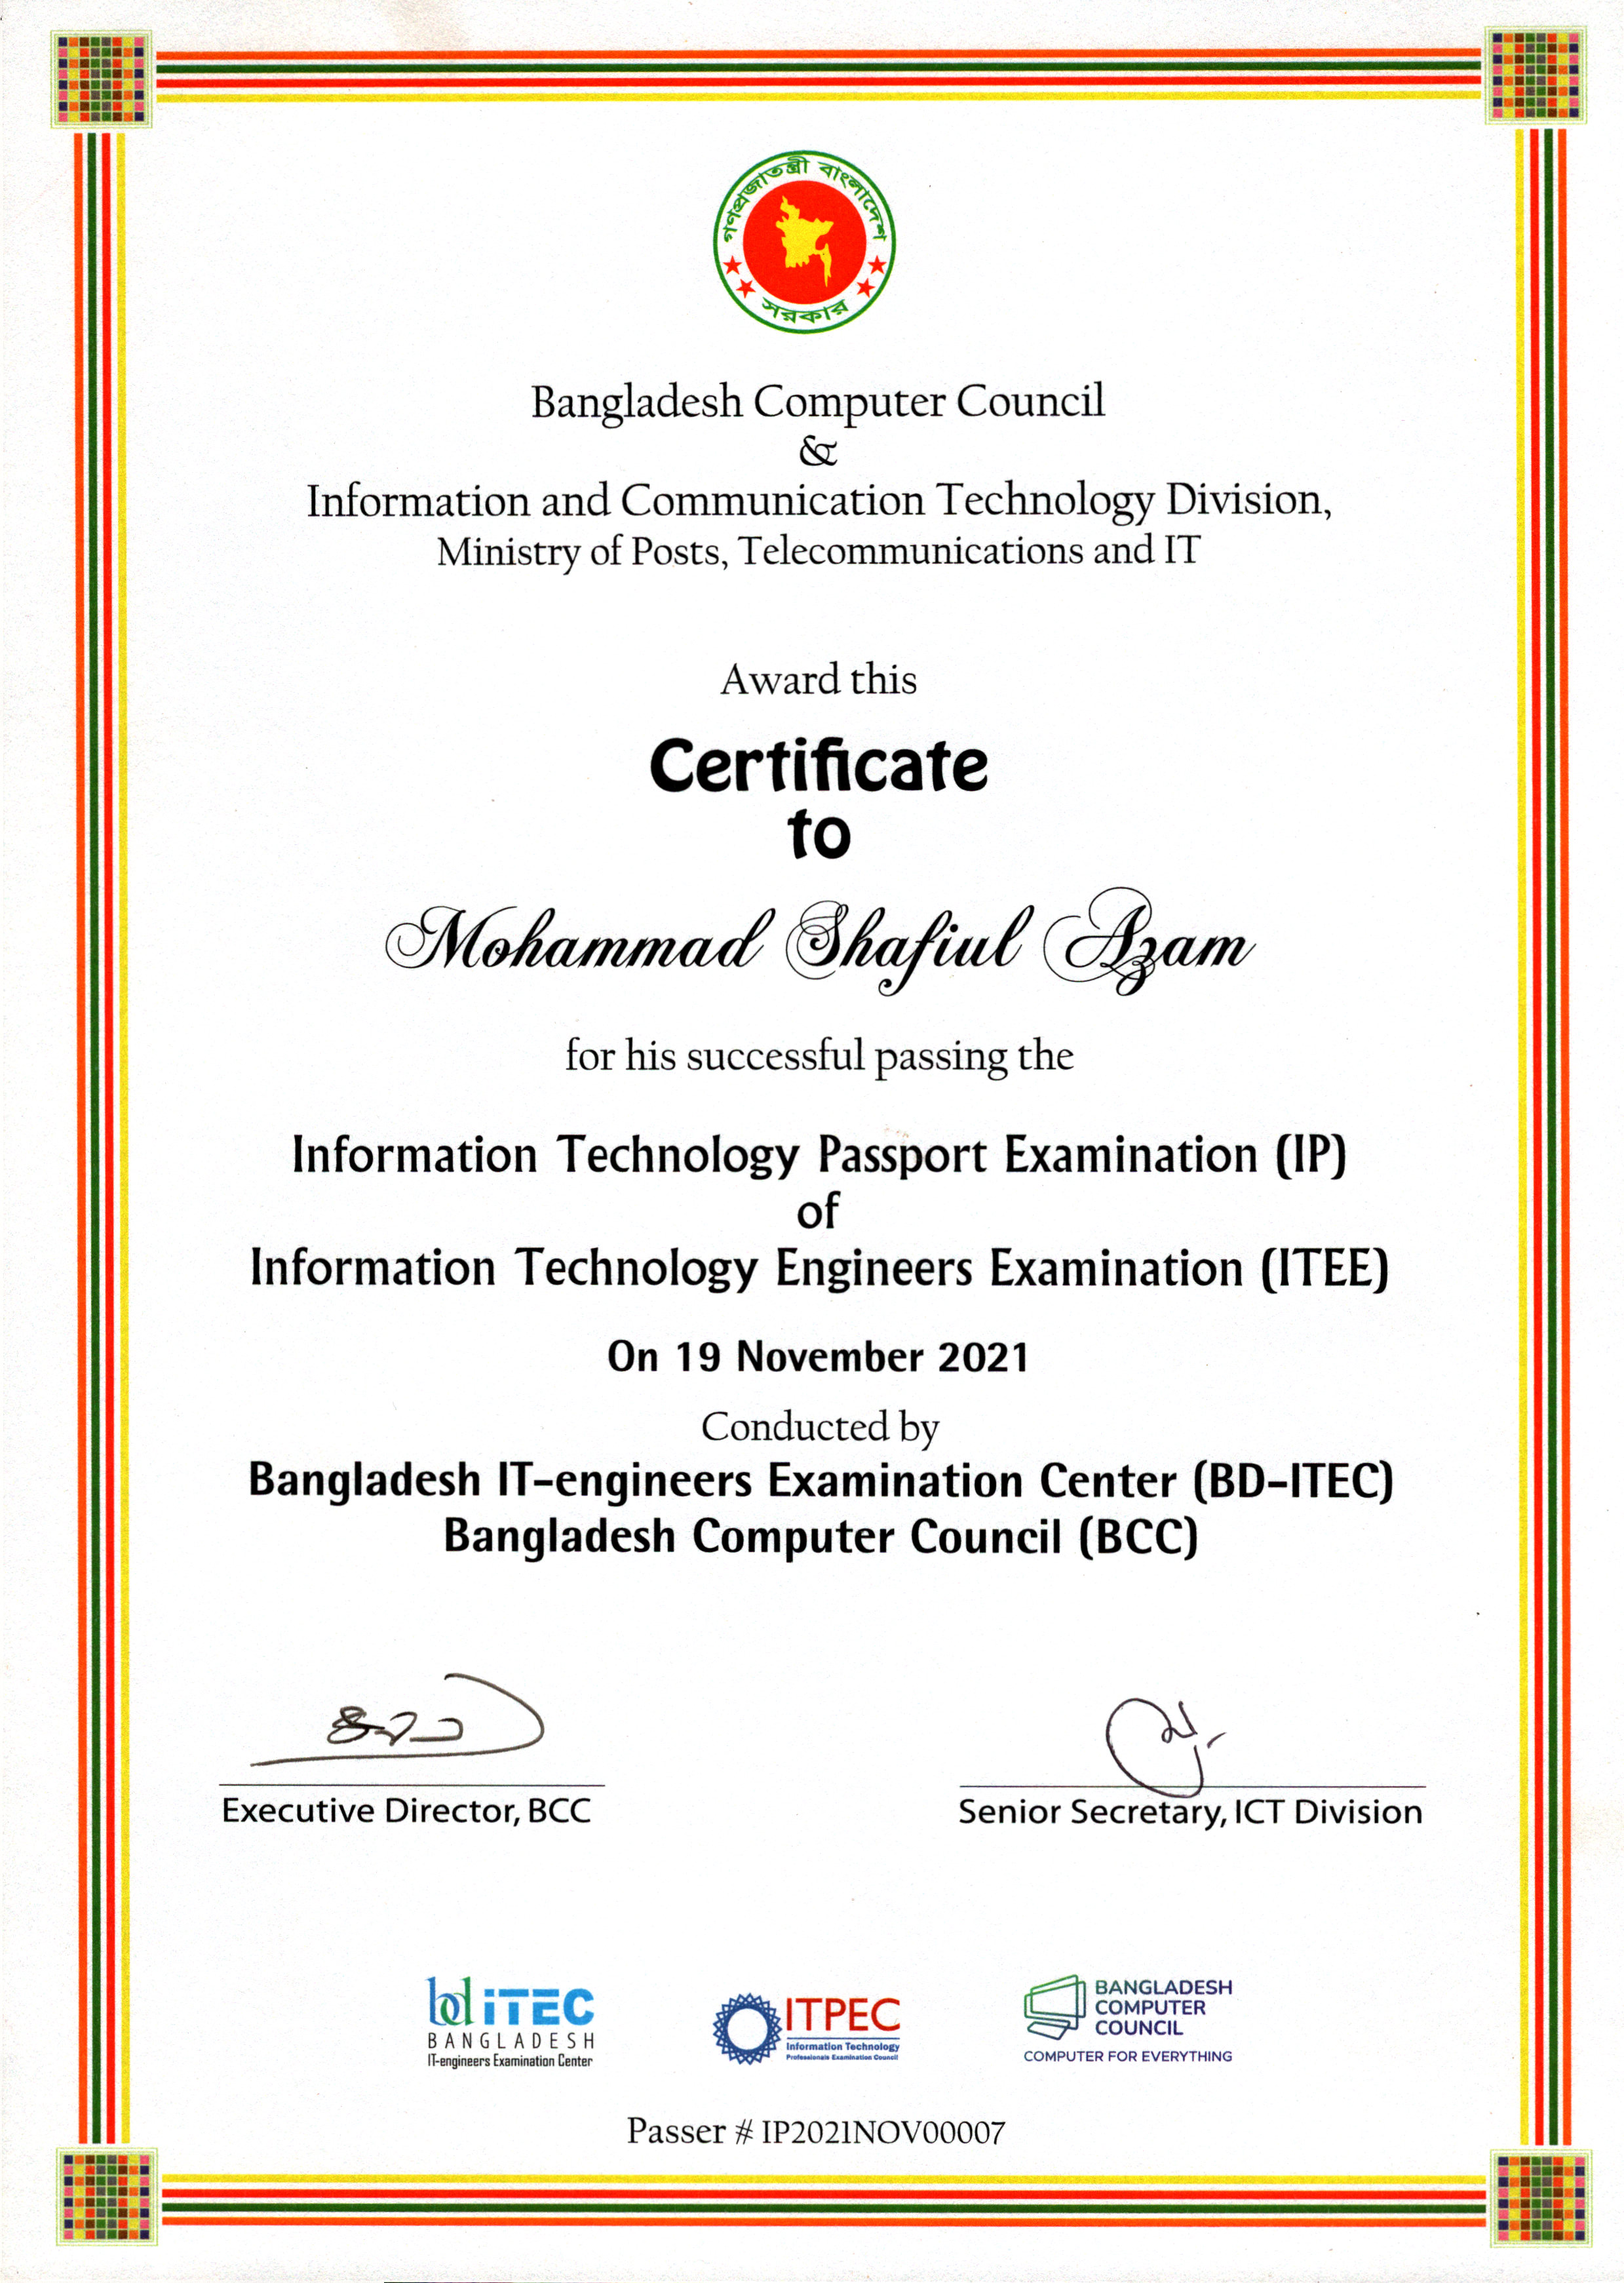 গণপ্রজাতন্ত্রী বাংলাদেশ
সরকার
Bangladesh Computer Council
&
Information and Communication Technology Division,
Ministry of Posts, Telecommunications and IT
Award this
Certificate
to
Mohammad Shafiul Azam
for his successful passing the
Information Technology Passport Examination (IP)
of
Information Technology Engineers Examination (ITEE)
On 19 November 2021
Conducted by
Bangladesh IT-engineers Examination Center (BD-ITEC)
Bangladesh Computer Council (BCC)
Executive Director, BCC
Senior Secretary, ICT Division
bd iTEC
BANGLADESH
IT-engineers Examination Center
ITPEC
Information Technology
Professionals Examination Council
BANGLADESH
COMPUTER
COUNCIL
COMPUTER FOR EVERYTHING
Passer # IP2021NOV00007